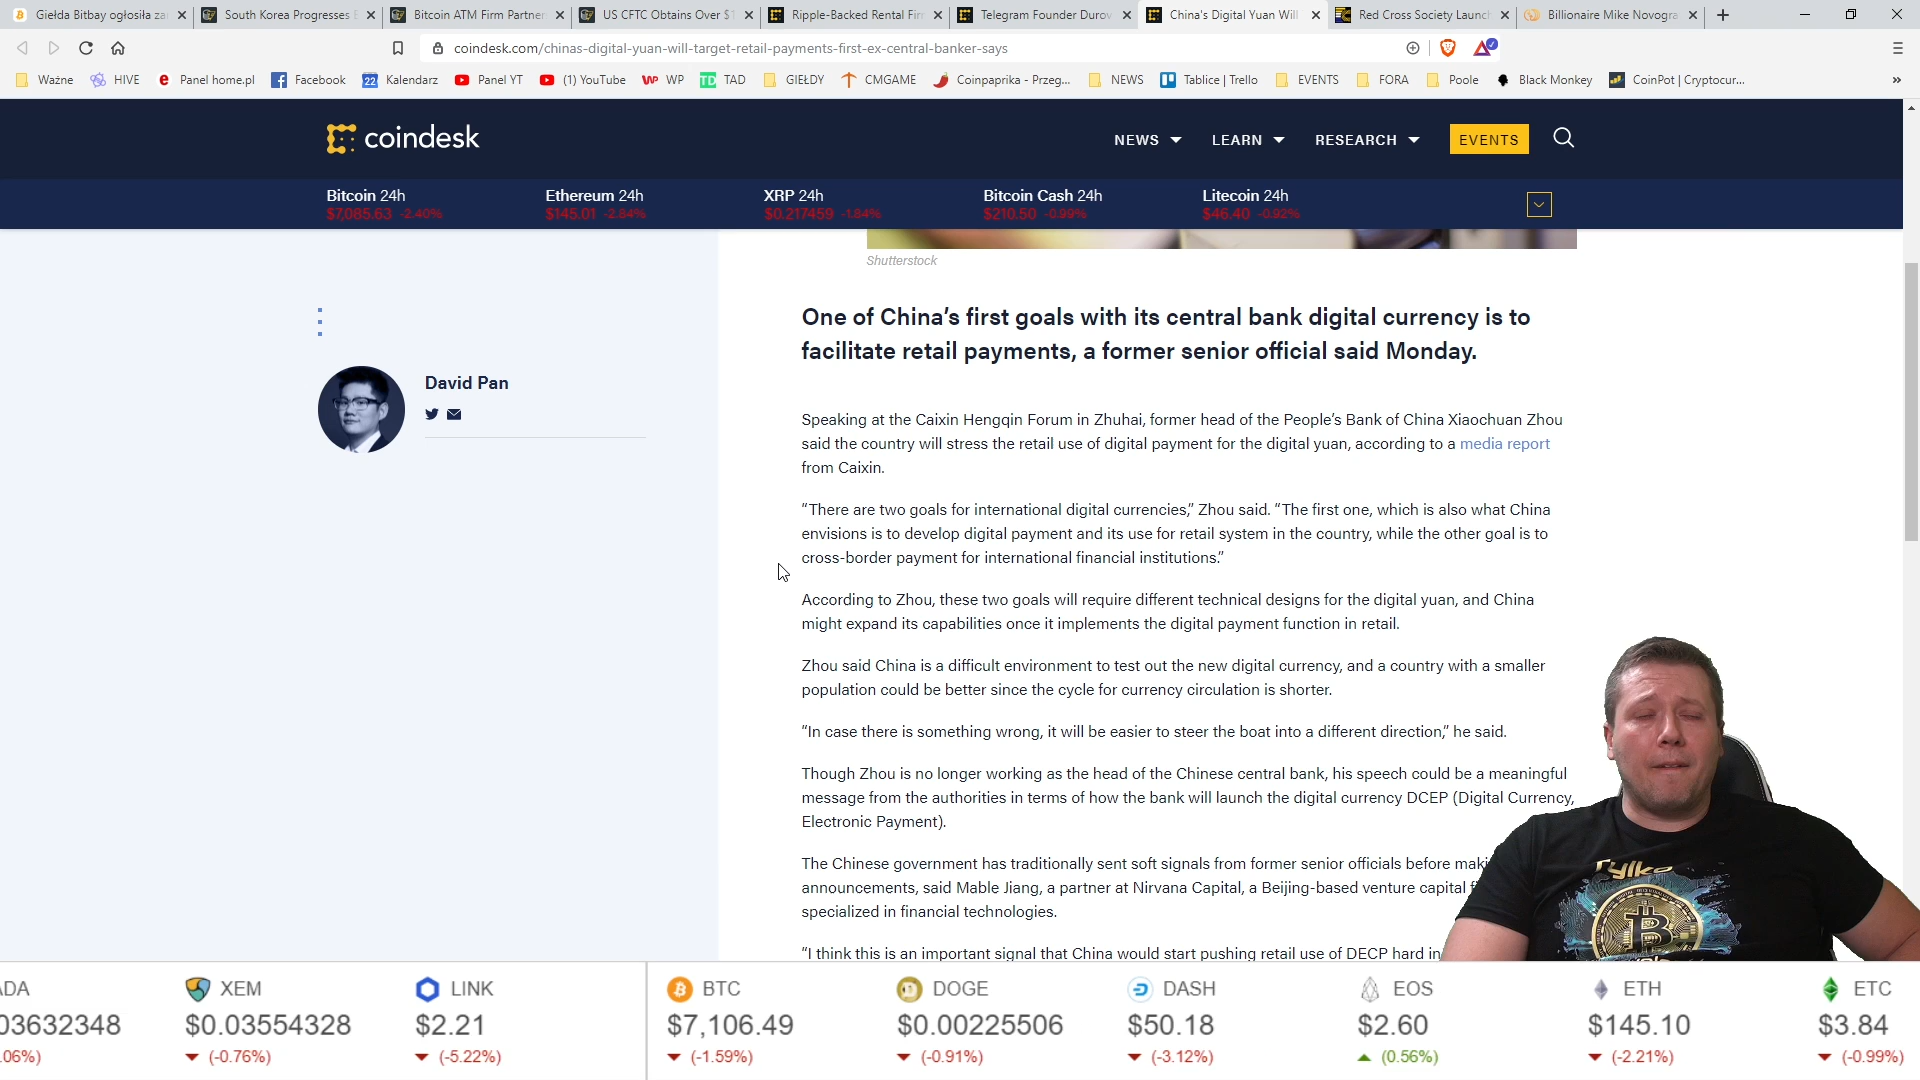 Giełda Bitbay ogłosiła za
South Korea Progresses
Bitcoin ATM Firm Partner
US CFTC Obtains Over $1
Ripple-Backed Rental Fir
Telegram Founder Durov
China's Digital Yuan Will
Red Cross Society Launch
Billionaire Mike Novogra
coindesk.com/chinas-digital-yuan-will-target-retail-payments-first-ex-central-banker-says
Ważne
HIVE
Panel home.pl
Facebook
22 Kalendarz
Panel YT
(1) YouTube
WP WP
TD TAD
GIEŁDY
CMGAME
Coinpaprika - Przeg...
NEWS
Tablice | Trello
EVENTS
FORA
Poole
Black Monkey
CoinPot | Cryptocur...
coindesk
NEWS
LEARN
RESEARCH
EVENTS
Bitcoin 24h
$7,085.63 -2.40%
Ethereum 24h
$145.01 -2.84%
XRP 24h
$0.217459 -1.84%
Bitcoin Cash 24h
$210.50 -0.99%
Litecoin 24h
$46.40 -0.92%
Shutterstock
David Pan
One of China's first goals with its central bank digital currency is to
facilitate retail payments, a former senior official said Monday.
Speaking at the Caixin Hengqin Forum in Zhuhai, former head of the People's Bank of China Xiaochuan Zhou
said the country will stress the retail use of digital payment for the digital yuan, according to a media report
from Caixin.
“There are two goals for international digital currencies,” Zhou said. “The first one, which is also what China
envisions is to develop digital payment and its use for retail system in the country, while the other goal is to
cross-border payment for international financial institutions.”
According to Zhou, these two goals will require different technical designs for the digital yuan, and China
might expand its capabilities once it implements the digital payment function in retail.
Zhou said China is a difficult environment to test out the new digital currency, and a country with a smaller
population could be better since the cycle for currency circulation is shorter.
“In case there is something wrong, it will be easier to steer the boat into a different direction,” he said.
Though Zhou is no longer working as the head of the Chinese central bank, his speech could be a meaningful
message from the authorities in terms of how the bank will launch the digital currency DCEP (Digital Currency,
Electronic Payment).
The Chinese government has traditionally sent soft signals from former senior officials before maki
announcements, said Mable Jiang, a partner at Nirvana Capital, a Beijing-based venture capital f
specialized in financial technologies.
“I think this is an important signal that China would start pushing retail use of DECP hard in
Tylko
B
ADA
03632348
.06%)
XEM
$0.03554328
(-0.76%)
LINK
$2.21
(-5.22%)
BTC
$7,106.49
(-1.59%)
DOGE
$0.00225506
(-0.91%)
DASH
$50.18
(-3.12%)
EOS
$2.60
(0.56%)
ETH
$145.10
(-2.21%)
ETC
$3.84
(-0.99%)